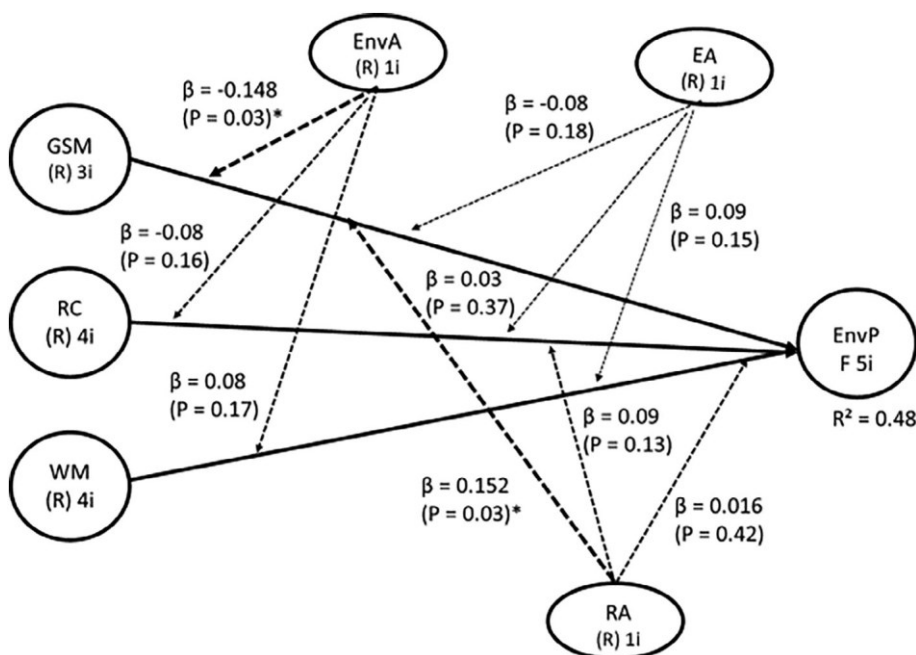 EnvA
(R) 1i
EA
(R) 1i
β = -0.148
(P = 0.03)*
β = -0.08
(P = 0.18)
GSM
(R) 3i
β = 0.09
(P = 0.15)
β = -0.08
(P = 0.16)
β = 0.03
(P = 0.37)
RC
(R) 4i
EnvP
F 5i
R² = 0.48
β = 0.08
(P = 0.17)
β = 0.09
(P = 0.13)
WM
(R) 4i
β = 0.152
(P = 0.03)*
β = 0.016
(P = 0.42)
RA
(R) 1i